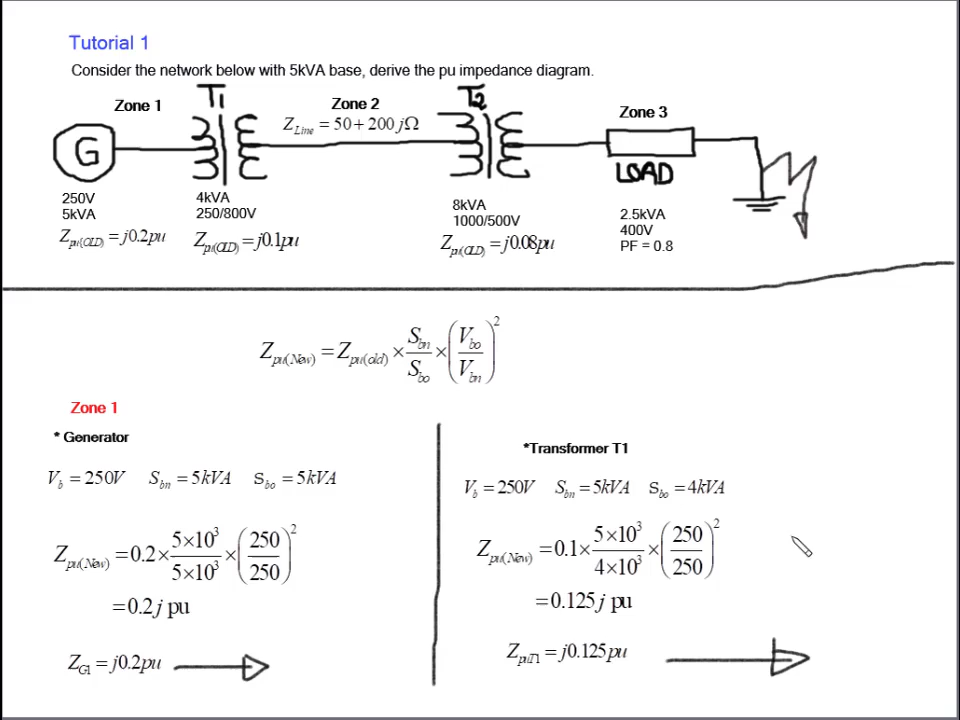 Tutorial 1
Consider the network below with 5kVA base, derive the pu impedance diagram.
Zone 1
T1
Zone 2
T2
Zone 3
Z_Line = 50 + 200 jΩ
G
LOAD
250V
5kVA
Z_pu(OLD) = j0.2pu
4kVA
250/800V
Z_pu(OLD) = j0.1pu
8kVA
1000/500V
Z_pu(OLD) = j0.08pu
2.5kVA
400V
PF = 0.8
Z_pu(New) = Z_pu(old) × S_bn/S_bo × (V_bo/V_bn)^2
Zone 1
* Generator
V_b = 250V S_bn = 5kVA S_bo = 5kVA
Z_pu(New) = 0.2 × 5×10^3/5×10^3 × (250/250)^2
= 0.2 j pu
Z_G1 = j0.2pu
*Transformer T1
V_b = 250V S_bn = 5kVA S_bo = 4kVA
Z_pu(New) = 0.1 × 5×10^3/4×10^3 × (250/250)^2
= 0.125 j pu
Z_puT1 = j0.125pu